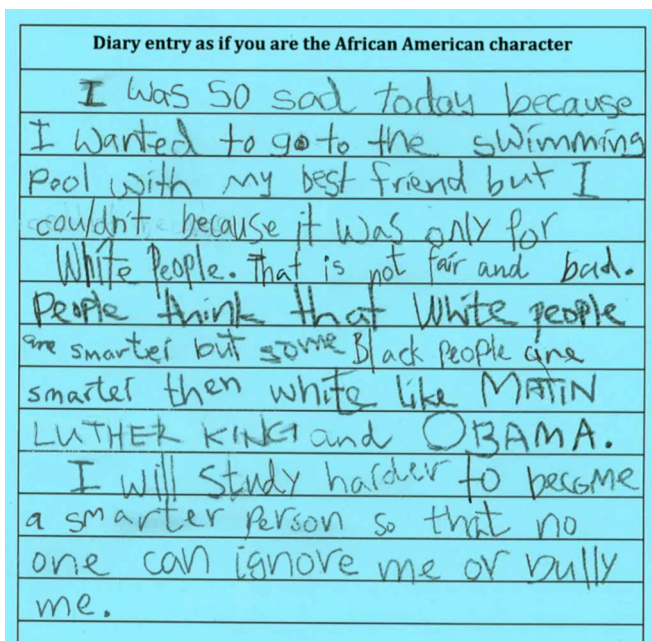 Diary entry as if you are the African American character
I was so sad today because
I wanted to go to the swimming
pool with my best friend but I
couldn't because it was only for
White People. That is not fair and bad.
People think that White people
are smarter but some Black People are
smarter then white like MATIN
LUTHER KING and OBAMA.
I will study harder to become
a smarter person so that no
one can ignore me or bully
me.